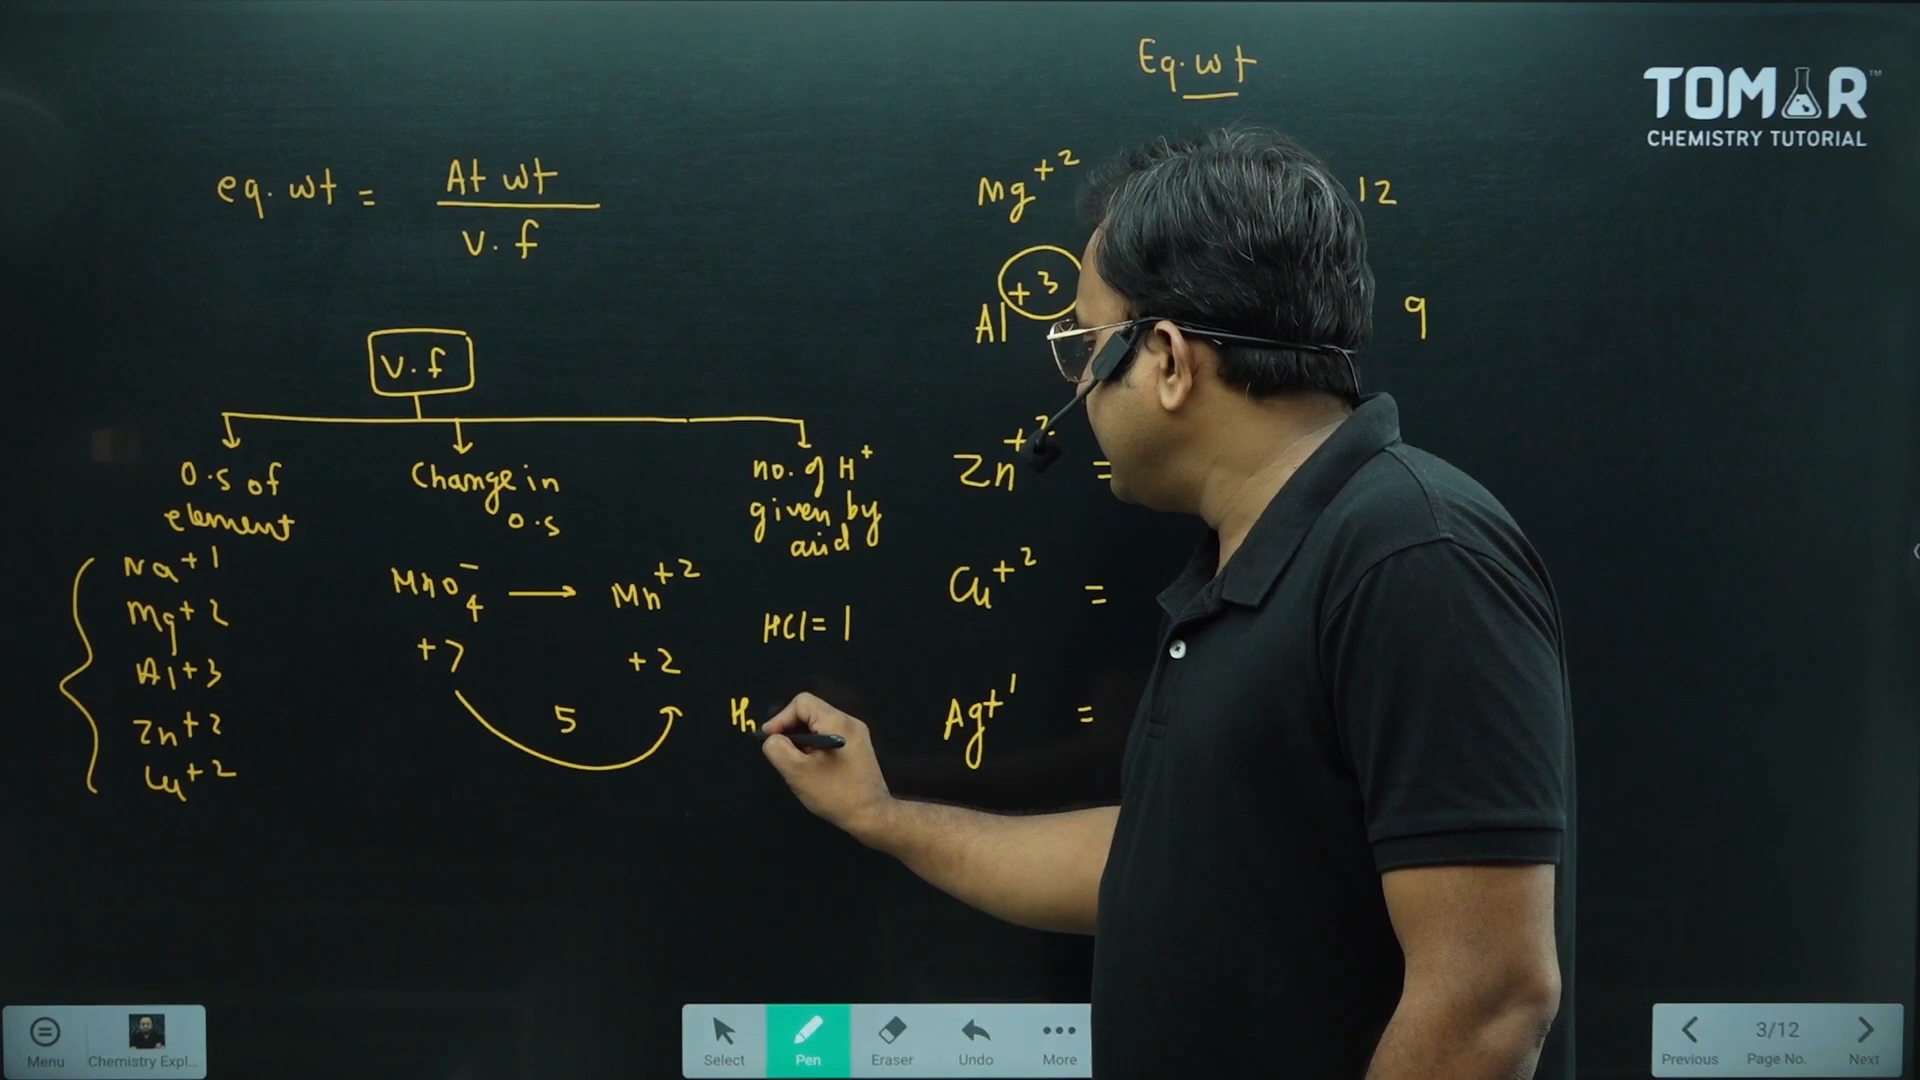 Eq. wt
TOMAR™
CHEMISTRY TUTORIAL
eq. wt = At wt
v. f
v. f
O.S of
element
Na+1
Mg+2
Al+3
Zn+2
Cu+2
Change in
O.S
MnO4^- → Mn^+2
+7 +2
5
no. of H^+
given by
acid
HCl = 1
Mg^+2 12
Al^+3 9
Zn^+2 =
Cu^+2 =
Ag^+1 =
Menu
Chemistry Expl...
Select
Pen
Eraser
Undo
More
Previous
3/12
Page No.
Next